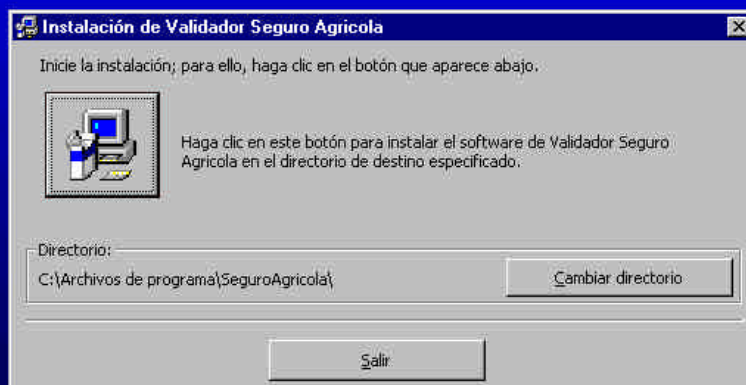 Instalación de Validador Seguro Agricola
Inicie la instalación; para ello, haga clic en el botón que aparece abajo.
Haga clic en este botón para instalar el software de Validador Seguro
Agricola en el directorio de destino especificado.
Directorio:
C:\Archivos de programa\SeguroAgricola\
Cambiar directorio
Salir